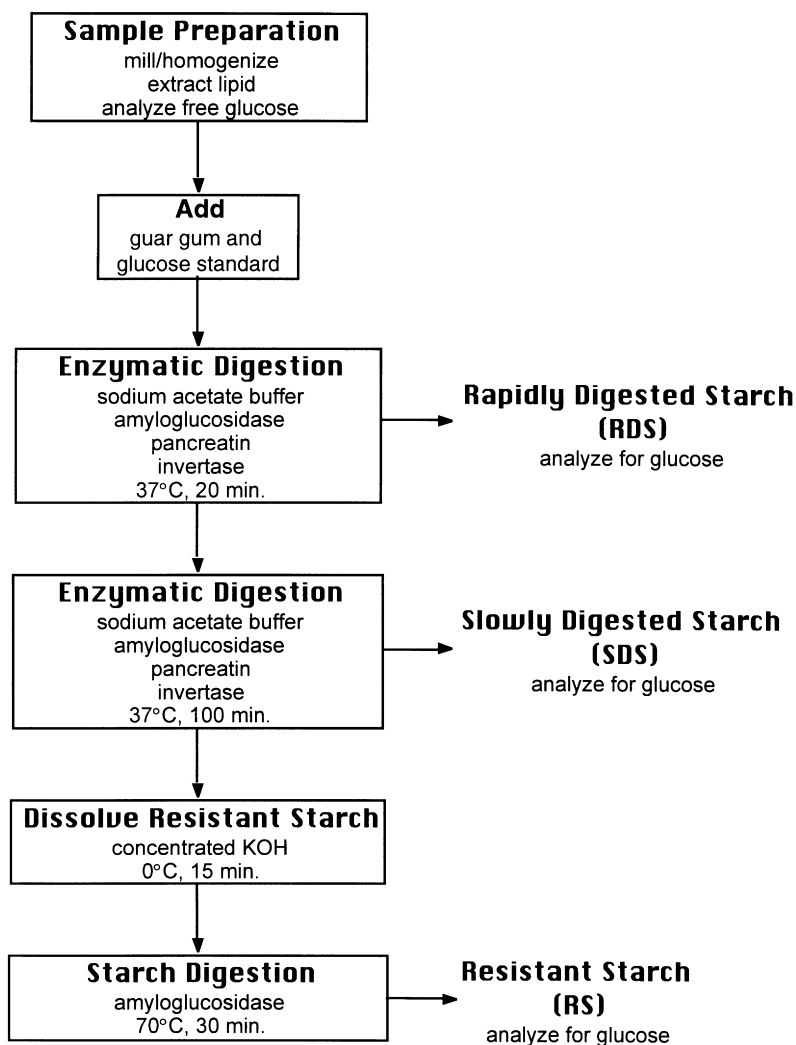 Sample Preparation
mill/homogenize
extract lipid
analyze free glucose
Add
guar gum and
glucose standard
Enzymatic Digestion
sodium acetate buffer
amyloglucosidase
pancreatin
invertase
37°C, 20 min.
Rapidly Digested Starch
(RDS)
analyze for glucose
Enzymatic Digestion
sodium acetate buffer
amyloglucosidase
pancreatin
invertase
37°C, 100 min.
Slowly Digested Starch
(SDS)
analyze for glucose
Dissolve Resistant Starch
concentrated KOH
0°C, 15 min.
Starch Digestion
amyloglucosidase
70°C, 30 min.
Resistant Starch
(RS)
analyze for glucose